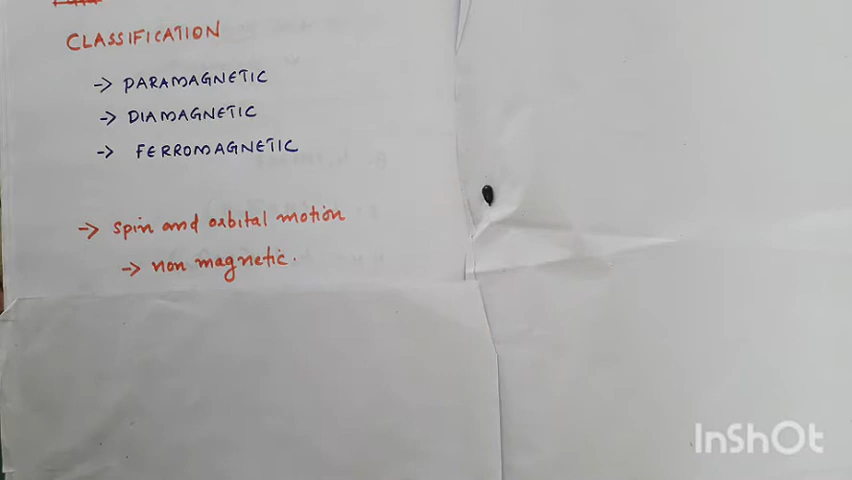 CLASSIFICATION
-> PARAMAGNETIC
-> DIAMAGNETIC
-> FERROMAGNETIC
-> spin and orbital motion
-> non magnetic.
InShOt